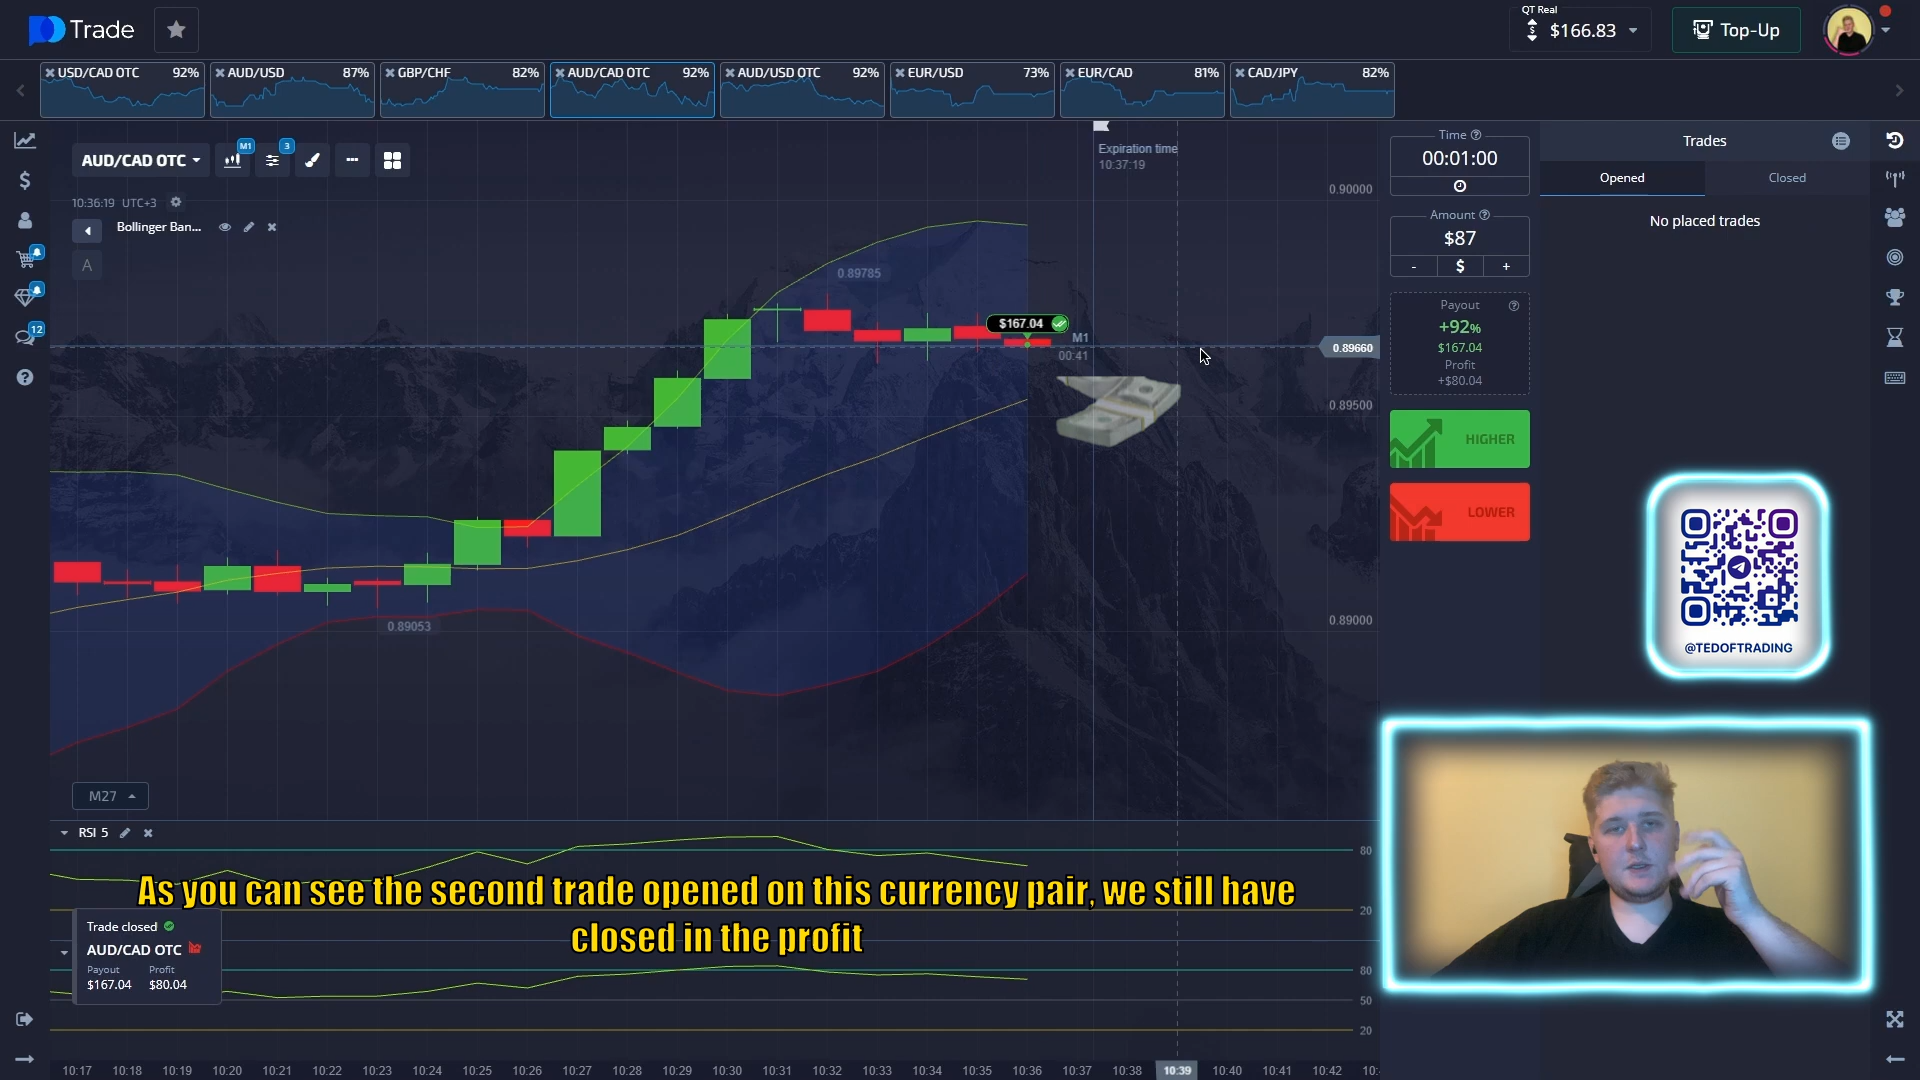 Trade
QT Real
$166.83
Top-Up
USD/CAD OTC 92%
AUD/USD 87%
GBP/CHF 82%
AUD/CAD OTC 92%
AUD/USD OTC 92%
EUR/USD 73%
EUR/CAD 81%
CAD/JPY 82%
AUD/CAD OTC
M1
3
10:36:19 UTC+3
Bollinger Ban...
A
Expiration time
10:37:19
0.90000
0.89785
$167.04
M1
00:41
0.89660
0.89500
0.89053
0.89000
12
Time
00:01:00
Amount
$87
- $ +
Payout
+92%
$167.04
Profit
+$80.04
HIGHER
LOWER
Trades
Opened
Closed
No placed trades
@TEDOFTRADING
M27
RSI 5
80
20
As you can see the second trade opened on this currency pair, we still have
closed in the profit
Trade closed
AUD/CAD OTC
Payout Profit
$167.04 $80.04
80
50
20
10:17 10:18 10:19 10:20 10:21 10:22 10:23 10:24 10:25 10:26 10:27 10:28 10:29 10:30 10:31 10:32 10:33 10:34 10:35 10:36 10:37 10:38 10:39 10:40 10:41 10:42 10:4